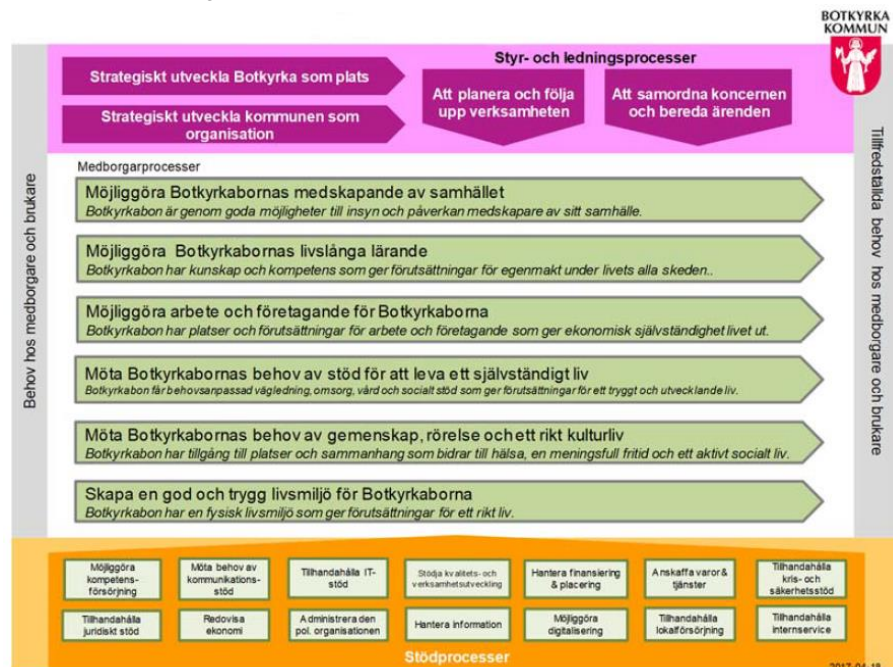 BOTKYRKA
KOMMUN
Styr- och ledningsprocesser
Strategiskt utveckla Botkyrka som plats
Strategiskt utveckla kommunen som
organisation
Att planera och följa
upp verksamheten
Att samordna koncernen
och bereda ärenden
Behov hos medborgare och brukare
Tillfredställda behov hos medborgare och brukare
Medborgarprocesser
Möjliggöra Botkyrkabornas medskapande av samhället
Botkyrkabon är genom goda möjligheter till insyn och påverkan medskapare av sitt samhälle.
Möjliggöra Botkyrkabornas livslånga lärande
Botkyrkabon har kunskap och kompetens som ger förutsättningar för egenmakt under livets alla skeden..
Möjliggöra arbete och företagande för Botkyrkaborna
Botkyrkabon har platser och förutsättningar för arbete och företagande som ger ekonomisk självständighet livet ut.
Möta Botkyrkabornas behov av stöd för att leva ett självständigt liv
Botkyrkabon får behovsanpassad vägledning, omsorg, vård och socialt stöd som ger förutsättningar för ett tryggt och utvecklande liv.
Möta Botkyrkabornas behov av gemenskap, rörelse och ett rikt kulturliv
Botkyrkabon har tillgång till platser och sammanhang som bidrar till hälsa, en meningsfull fritid och ett aktivt socialt liv.
Skapa en god och trygg livsmiljö för Botkyrkaborna
Botkyrkabon har en fysisk livsmiljö som ger förutsättningar för ett rikt liv.
Möjliggöra
kompetens-
försörjning
Möta behov av
kommunikations-
stöd
Tillhandahålla IT-
stöd
Stödja kvalitets- och
verksamhetsutveckling
Hantera finansiering
& placering
Anskaffa varor &
tjänster
Tillhandahålla
kris- och
säkerhetsstöd
Tillhandahålla
juridiskt stöd
Redovisa
ekonomi
Administrera den
pol. organisationen
Hantera information
Möjliggöra
digitalisering
Tillhandahålla
lokalförsörjning
Tillhandahålla
internservice
Stödprocesser